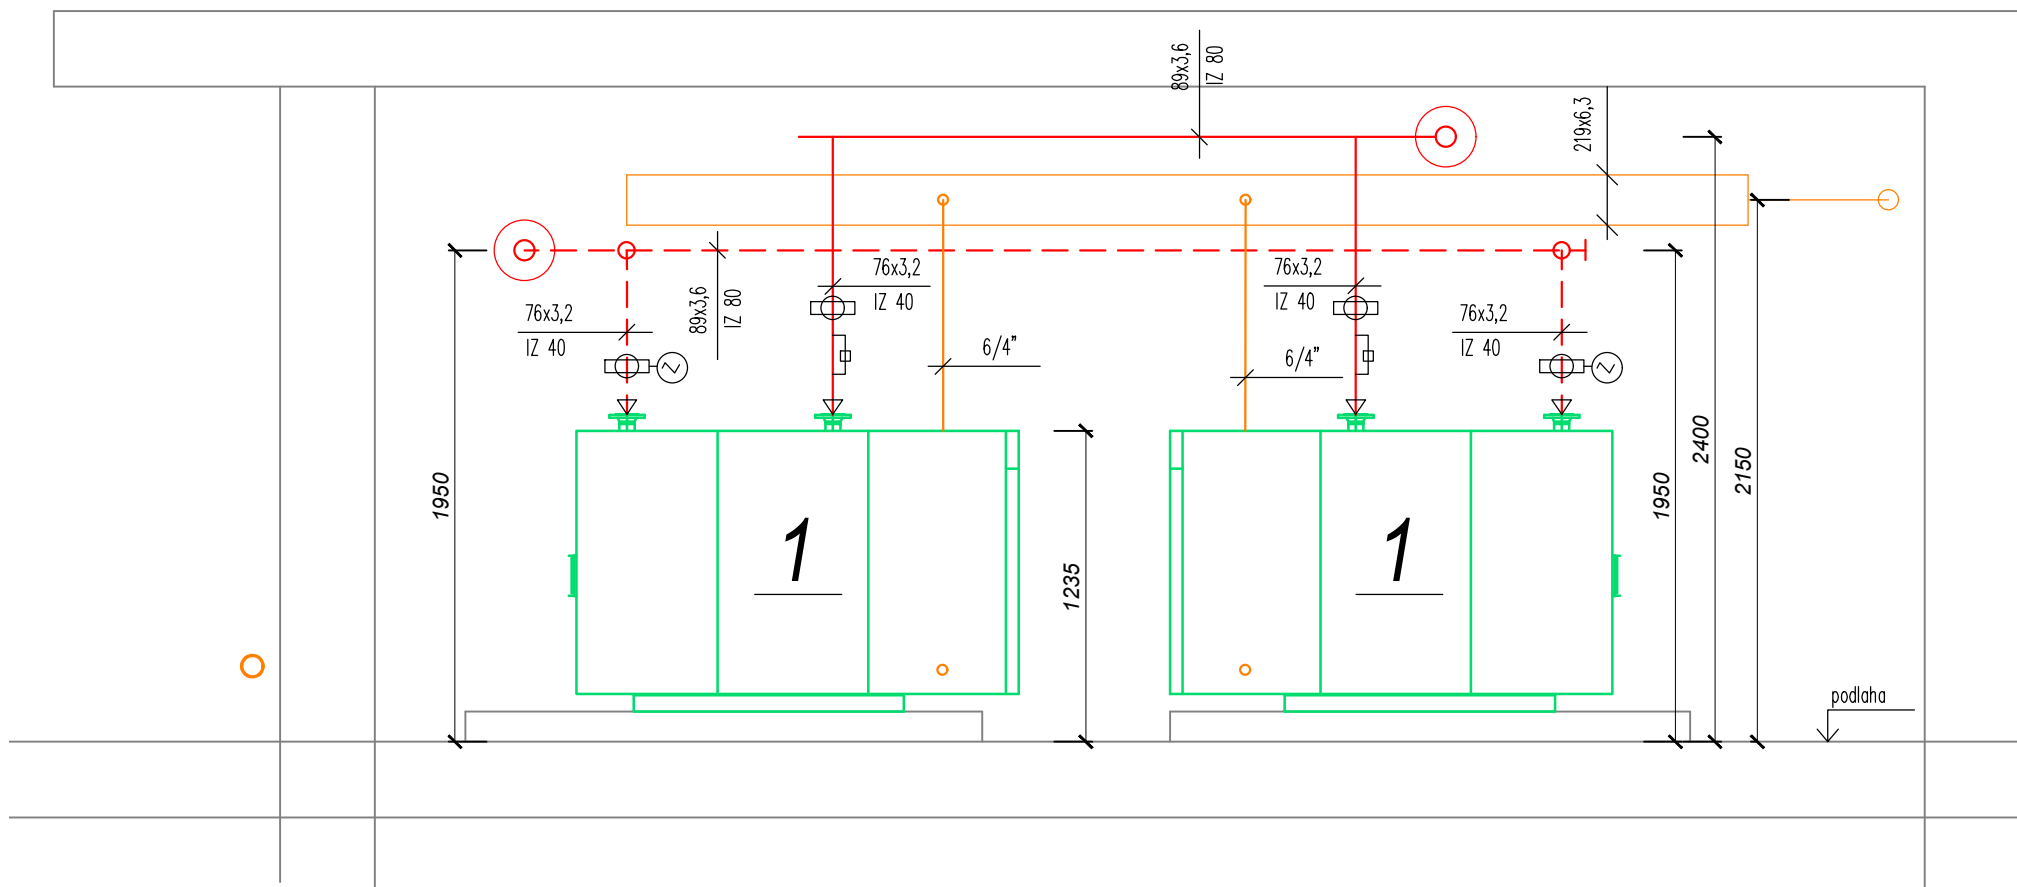 89x3,6
IZ 80
219x6,3
76x3,2
IZ 40
76x3,2
IZ 40
89x3,6
IZ 80
76x3,2
IZ 40
76x3,2
IZ 40
6/4"
6/4"
1950
1
1235
1
1950
2400
2150
podlaha